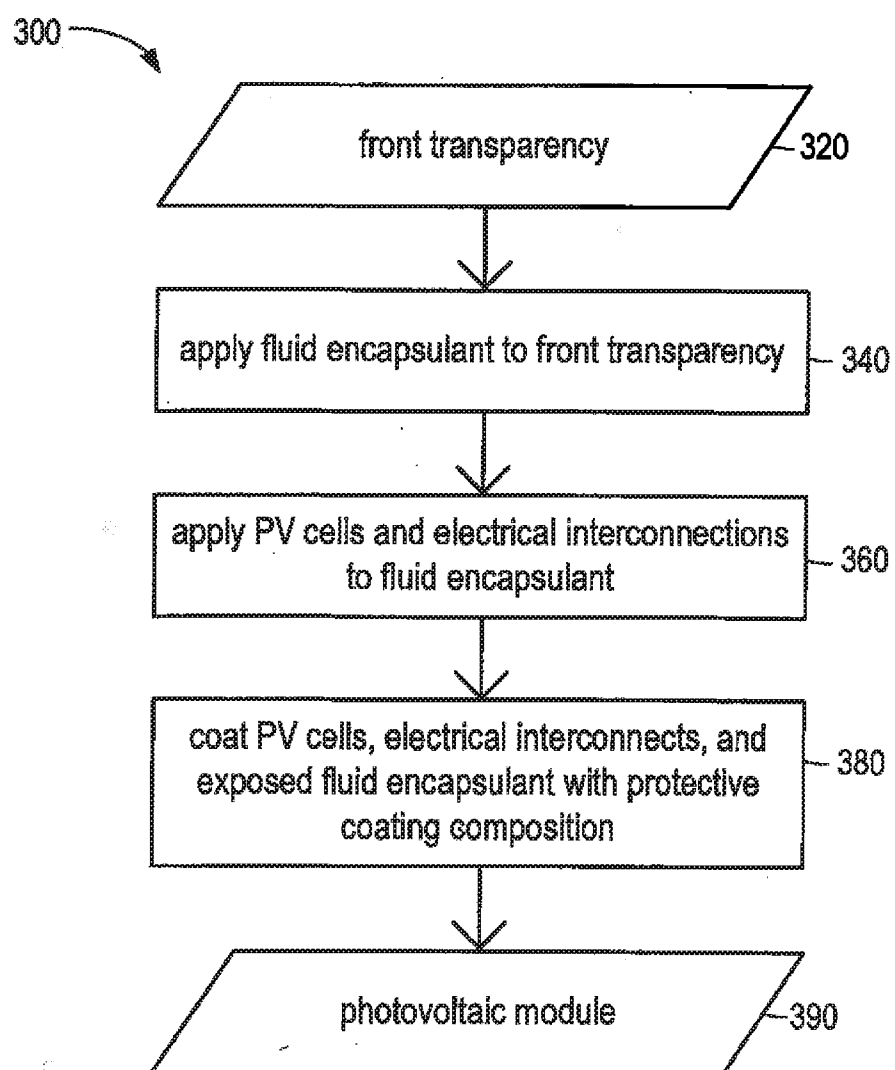 300
front transparency
320
apply fluid encapsulant to front transparency
340
apply PV cells and electrical interconnections
to fluid encapsulant
360
coat PV cells, electrical interconnects, and
exposed fluid encapsulant with protective
coating composition
380
photovoltaic module
390